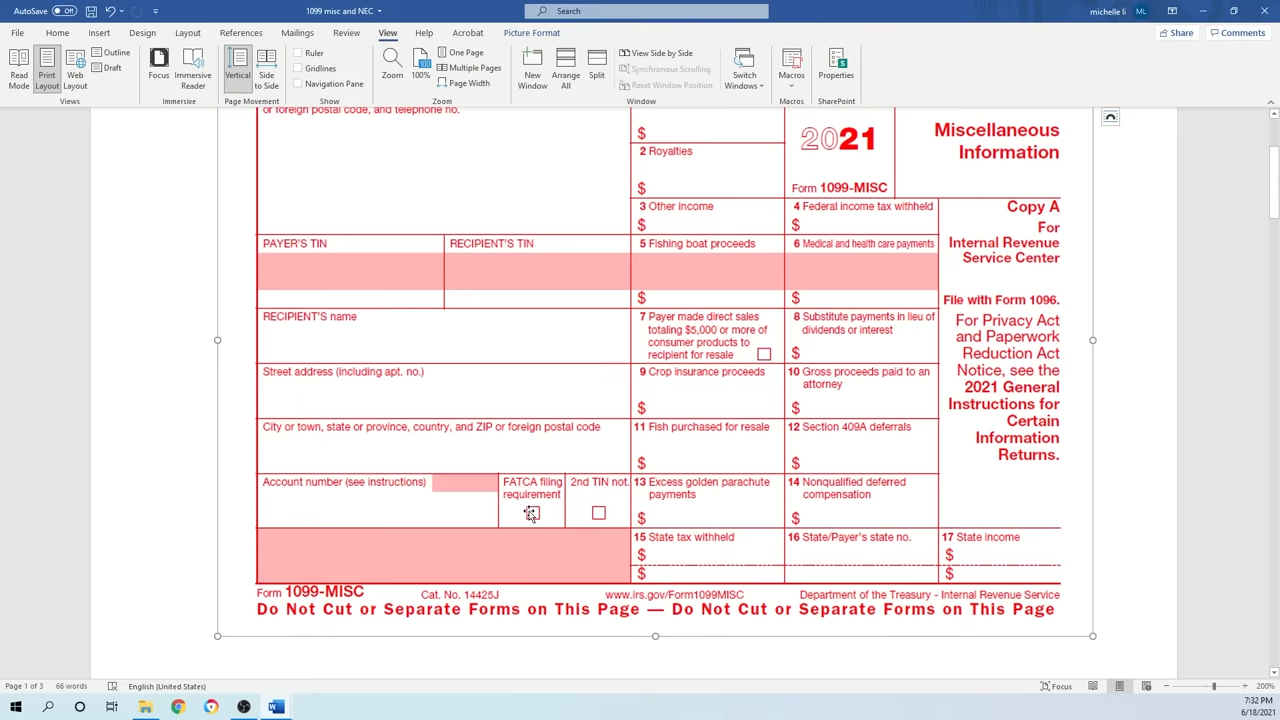 AutoSave Off
1099 misc and NEC
Search
michelle li ML
File Home Insert Design Layout References Mailings Review View Help Acrobat Picture Format
Share Comments
Read Mode
Print Layout
Web Layout
Outline
Draft
Views
Focus
Immersive Reader
Immersive
Vertical
Side to Side
Page Movement
Ruler
Gridlines
Navigation Pane
Show
Zoom
100
100%
One Page
Multiple Pages
Page Width
Zoom
New Window
Arrange All
Split
View Side by Side
Synchronous Scrolling
Reset Window Position
Switch Windows
Window
Macros
Macros
Properties
SharePoint
or foreign postal code, and telephone no.
$
2 Royalties
$
2021
Form 1099-MISC
Miscellaneous
Information
3 Other income
$
4 Federal income tax withheld
$
Copy A
For
Internal Revenue
Service Center
File with Form 1096.
For Privacy Act
and Paperwork
Reduction Act
Notice, see the
2021 General
Instructions for
Certain
Information
Returns.
PAYER'S TIN
RECIPIENT'S TIN
5 Fishing boat proceeds
$
6 Medical and health care payments
$
RECIPIENT'S name
7 Payer made direct sales
totaling $5,000 or more of
consumer products to
recipient for resale
8 Substitute payments in lieu of
dividends or interest
$
Street address (including apt. no.)
9 Crop insurance proceeds
$
10 Gross proceeds paid to an
attorney
$
City or town, state or province, country, and ZIP or foreign postal code
11 Fish purchased for resale
$
12 Section 409A deferrals
$
Account number (see instructions)
FATCA filing
requirement
2nd TIN not.
13 Excess golden parachute
payments
$
14 Nonqualified deferred
compensation
$
15 State tax withheld
$
$
16 State/Payer's state no.
17 State income
$
$
Form 1099-MISC
Cat. No. 14425J
www.irs.gov/Form1099MISC
Department of the Treasury - Internal Revenue Service
Do Not Cut or Separate Forms on This Page — Do Not Cut or Separate Forms on This Page
Page 1 of 3 66 words English (United States)
Focus
200%
7:32 PM
6/18/2021